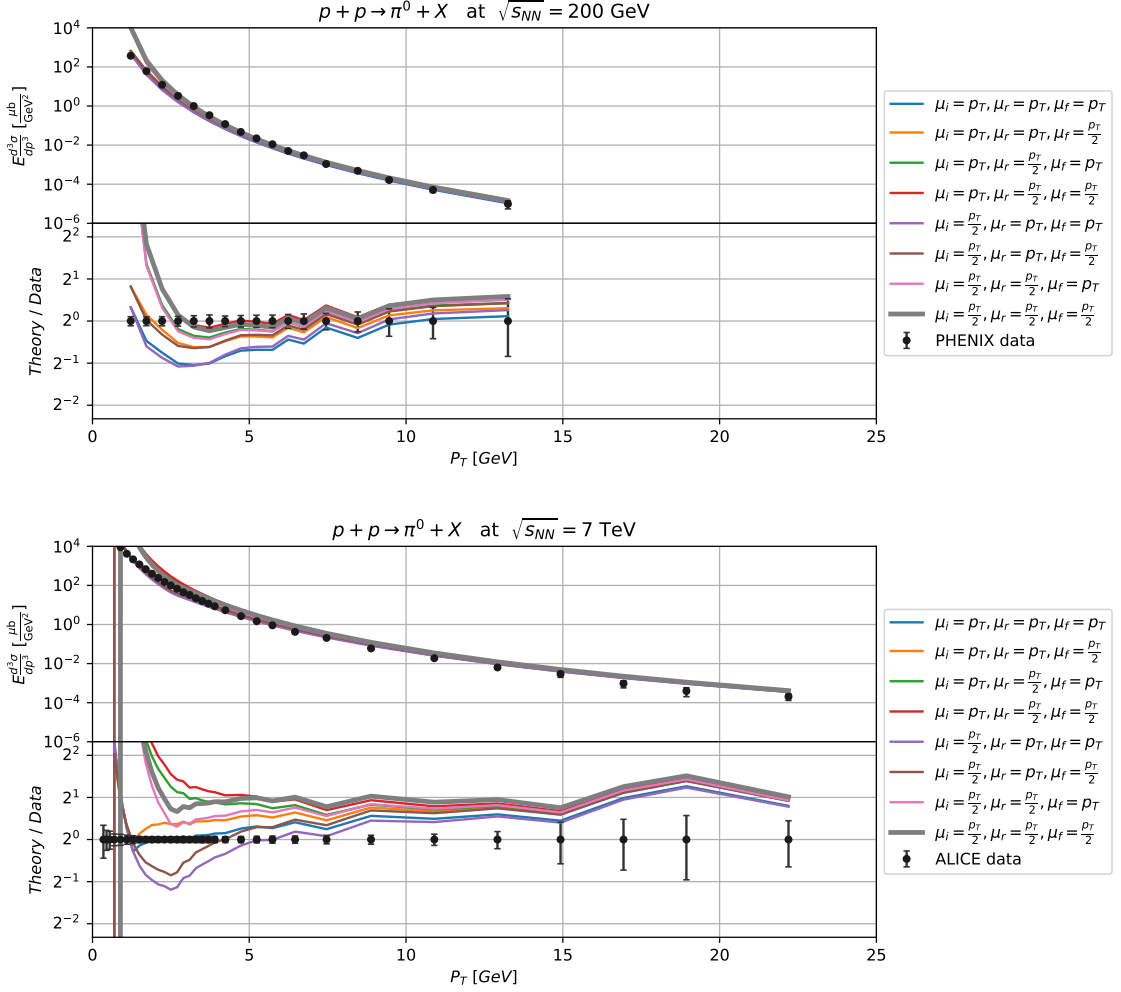 p + p → π⁰ + X at √s_NN = 200 GeV
10⁴
10²
10⁰
10⁻²
10⁻⁴
10⁻⁶
E d³σ/dp³ [μb/GeV²]
2²
2¹
2⁰
2⁻¹
2⁻²
Theory / Data
0 5 10 15 20 25
P_T [GeV]
μ_i = p_T, μ_r = p_T, μ_f = p_T
μ_i = p_T, μ_r = p_T, μ_f = p_T/2
μ_i = p_T, μ_r = p_T/2, μ_f = p_T
μ_i = p_T, μ_r = p_T/2, μ_f = p_T/2
μ_i = p_T/2, μ_r = p_T, μ_f = p_T
μ_i = p_T/2, μ_r = p_T, μ_f = p_T/2
μ_i = p_T/2, μ_r = p_T/2, μ_f = p_T
μ_i = p_T/2, μ_r = p_T/2, μ_f = p_T/2
PHENIX data
p + p → π⁰ + X at √s_NN = 7 TeV
10⁴
10²
10⁰
10⁻²
10⁻⁴
10⁻⁶
E d³σ/dp³ [μb/GeV²]
2²
2¹
2⁰
2⁻¹
2⁻²
Theory / Data
0 5 10 15 20 25
P_T [GeV]
μ_i = p_T, μ_r = p_T, μ_f = p_T
μ_i = p_T, μ_r = p_T, μ_f = p_T/2
μ_i = p_T, μ_r = p_T/2, μ_f = p_T
μ_i = p_T, μ_r = p_T/2, μ_f = p_T/2
μ_i = p_T/2, μ_r = p_T, μ_f = p_T
μ_i = p_T/2, μ_r = p_T, μ_f = p_T/2
μ_i = p_T/2, μ_r = p_T/2, μ_f = p_T
μ_i = p_T/2, μ_r = p_T/2, μ_f = p_T/2
ALICE data